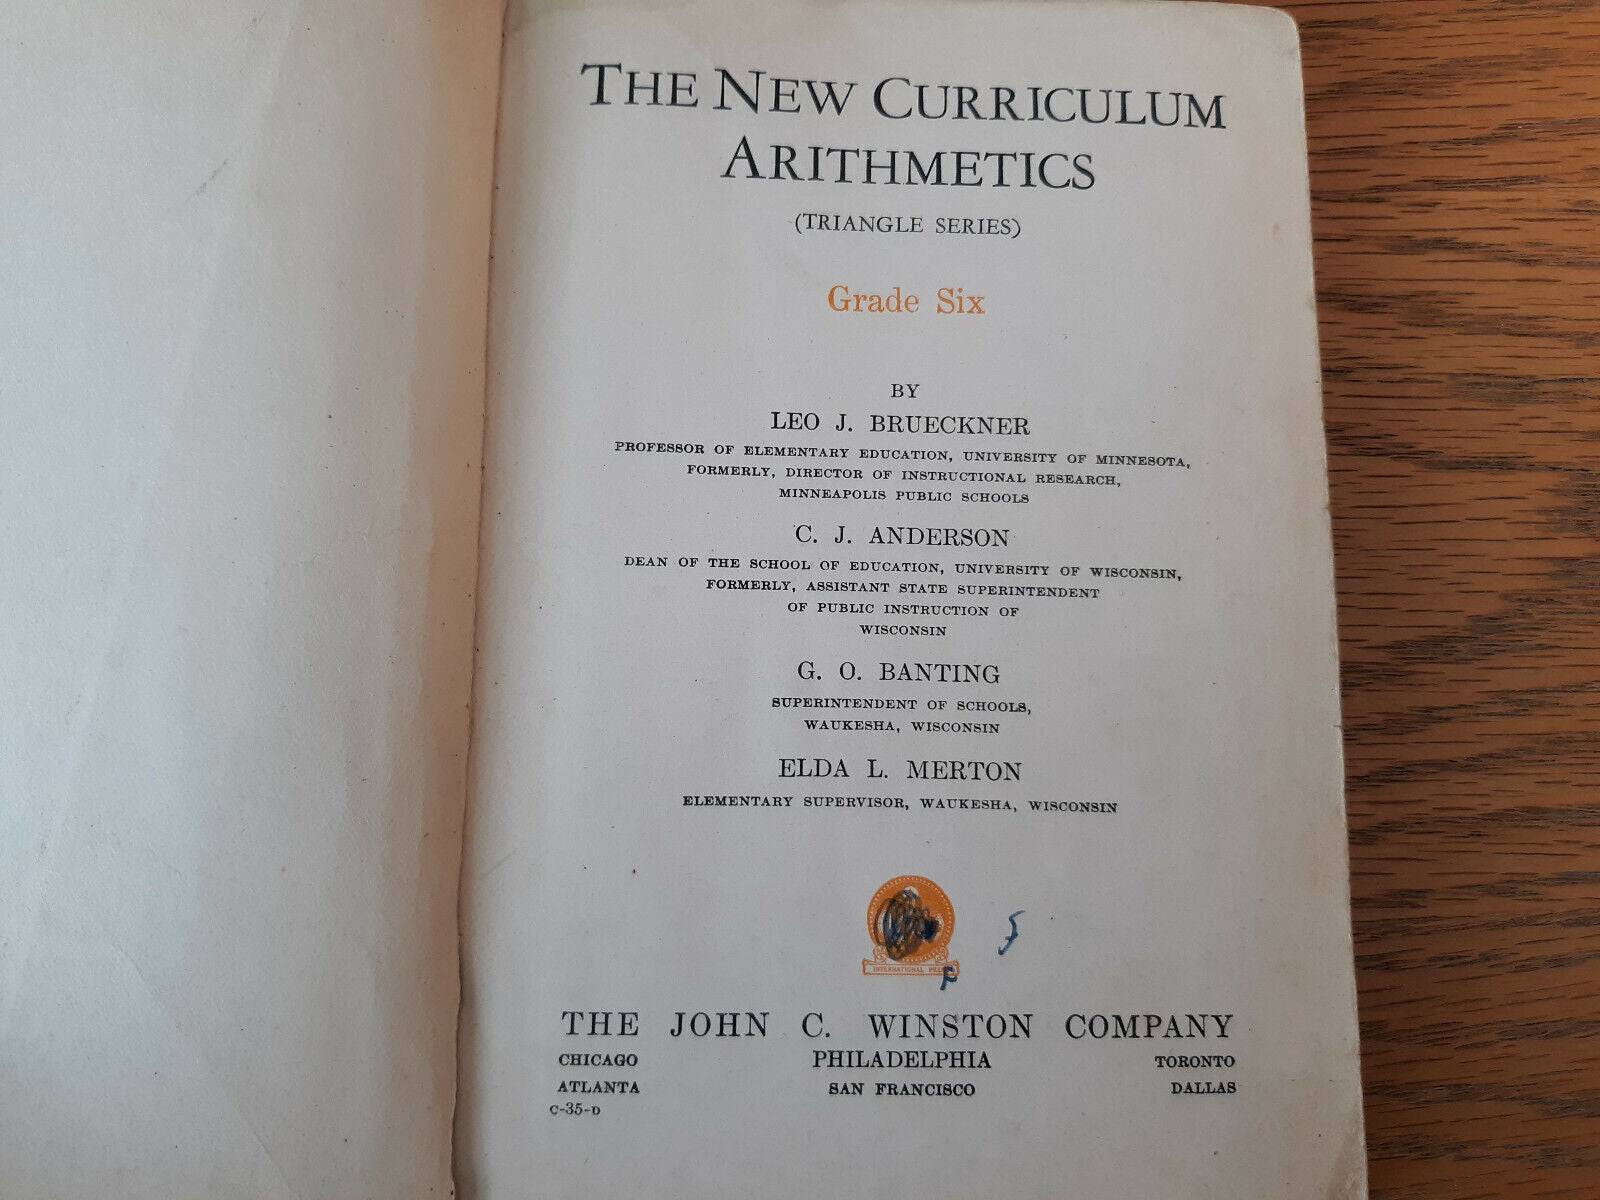 THE NEW CURRICULUM
ARITHMETICS
(TRIANGLE SERIES)
Grade Six
BY
LEO J. BRUECKNER
PROFESSOR OF ELEMENTARY EDUCATION, UNIVERSITY OF MINNESOTA,
FORMERLY, DIRECTOR OF INSTRUCTIONAL RESEARCH,
MINNEAPOLIS PUBLIC SCHOOLS
C. J. ANDERSON
DEAN OF THE SCHOOL OF EDUCATION, UNIVERSITY OF WISCONSIN,
FORMERLY, ASSISTANT STATE SUPERINTENDENT
OF PUBLIC INSTRUCTION OF
WISCONSIN
G. O. BANTING
SUPERINTENDENT OF SCHOOLS,
WAUKESHA, WISCONSIN
ELDA L. MERTON
ELEMENTARY SUPERVISOR, WAUKESHA, WISCONSIN
INTERNATIONAL
THE JOHN C. WINSTON COMPANY
CHICAGO PHILADELPHIA TORONTO
ATLANTA SAN FRANCISCO DALLAS
C-35-D